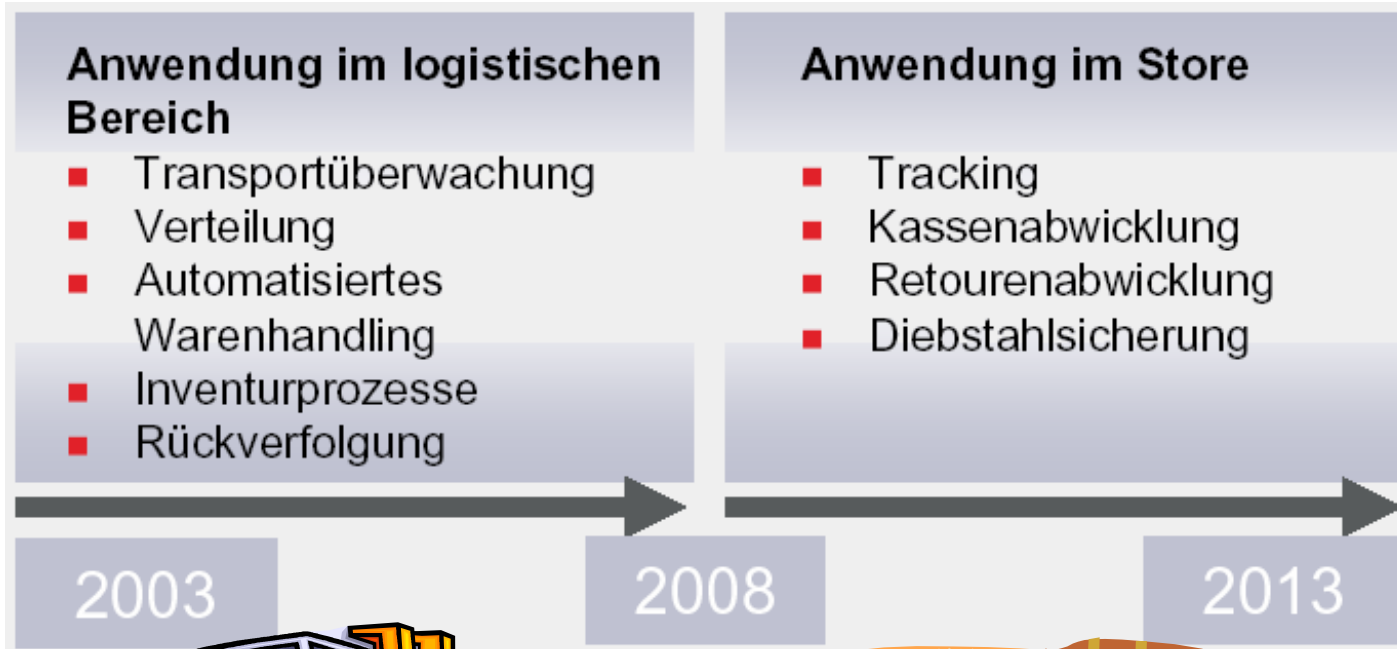 Anwendung im logistischen
Bereich
Transportüberwachung
Verteilung
Automatisiertes
Warenhandling
Inventurprozesse
Rückverfolgung
Anwendung im Store
Tracking
Kassenabwicklung
Retourenabwicklung
Diebstahlsicherung
2003
2008
2013